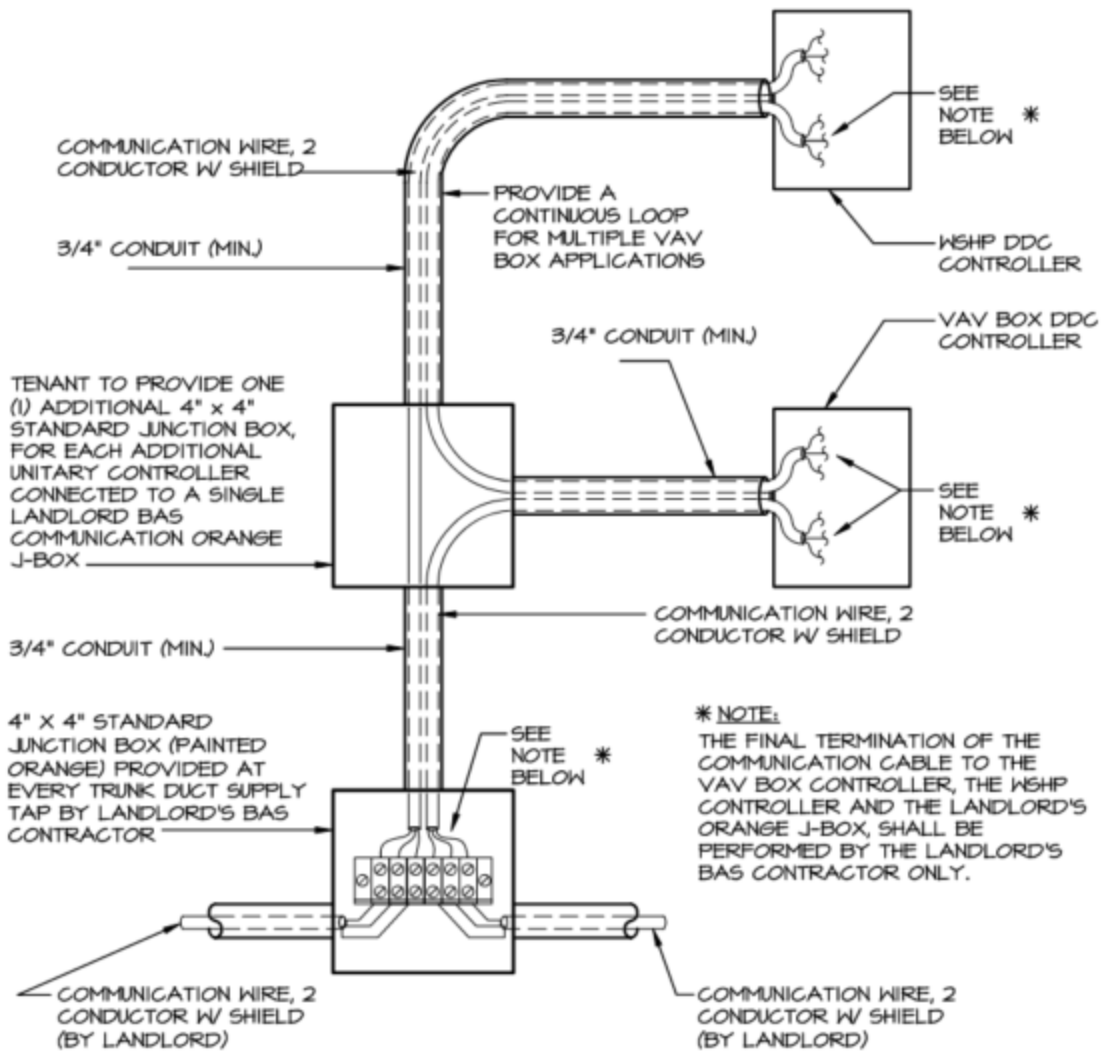 COMMUNICATION WIRE, 2
CONDUCTOR W/ SHIELD
3/4" CONDUIT (MIN.)
PROVIDE A
CONTINUOUS LOOP
FOR MULTIPLE VAV
BOX APPLICATIONS
SEE
NOTE *
BELOW
WSHP DDC
CONTROLLER
3/4" CONDUIT (MIN.)
VAV BOX DDC
CONTROLLER
TENANT TO PROVIDE ONE
(1) ADDITIONAL 4" x 4"
STANDARD JUNCTION BOX,
FOR EACH ADDITIONAL
UNITARY CONTROLLER
CONNECTED TO A SINGLE
LANDLORD BAS
COMMUNICATION ORANGE
J-BOX
SEE
NOTE *
BELOW
COMMUNICATION WIRE, 2
CONDUCTOR W/ SHIELD
3/4" CONDUIT (MIN.)
4" X 4" STANDARD
JUNCTION BOX (PAINTED
ORANGE) PROVIDED AT
EVERY TRUNK DUCT SUPPLY
TAP BY LANDLORD'S BAS
CONTRACTOR
SEE
NOTE *
BELOW
* NOTE:
THE FINAL TERMINATION OF THE
COMMUNICATION CABLE TO THE
VAV BOX CONTROLLER, THE WSHP
CONTROLLER AND THE LANDLORD'S
ORANGE J-BOX, SHALL BE
PERFORMED BY THE LANDLORD'S
BAS CONTRACTOR ONLY.
COMMUNICATION WIRE, 2
CONDUCTOR W/ SHIELD
(BY LANDLORD)
COMMUNICATION WIRE, 2
CONDUCTOR W/ SHIELD
(BY LANDLORD)